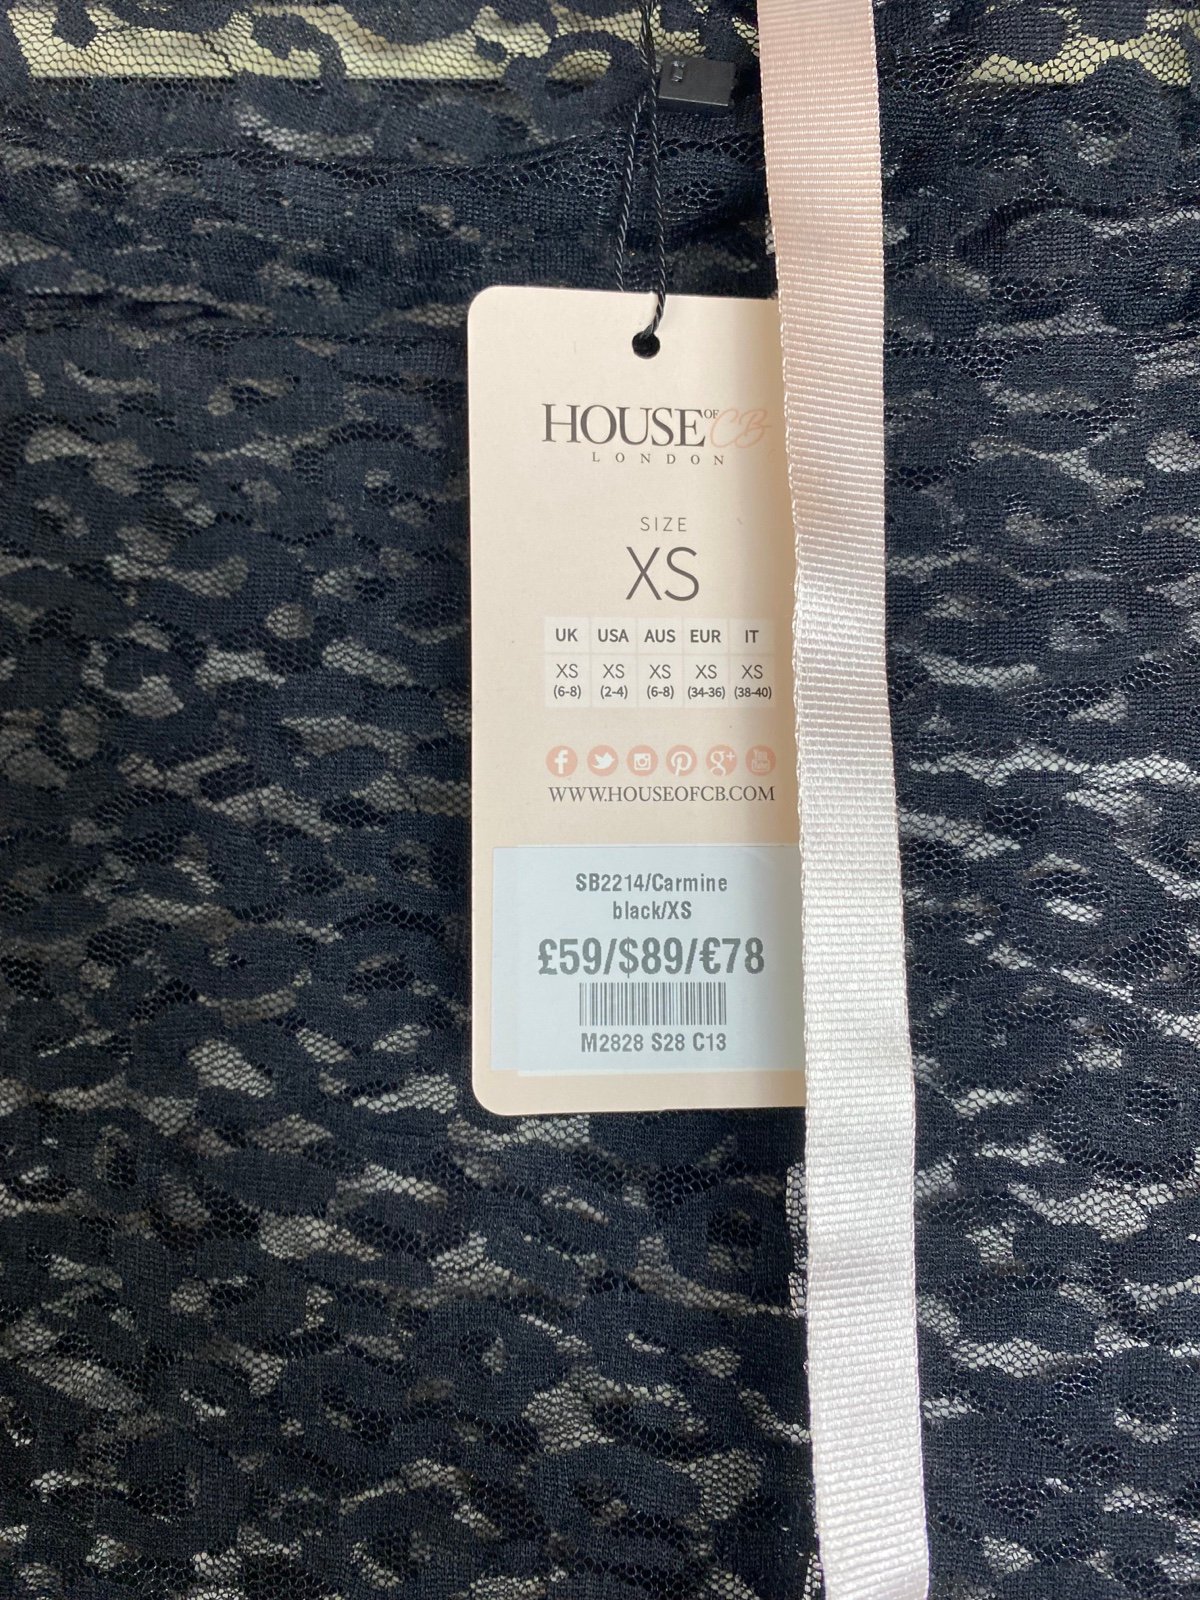 HOUSE OF CB
LONDON
SIZE
XS
UK USA AUS EUR IT
XS XS XS XS XS
(6-8) (2-4) (6-8) (34-36) (38-40)
f g+ You Tube
WWW.HOUSEOFCB.COM
SB2214/Carmine
black/XS
£59/$89/€78
M2828 S28 C13